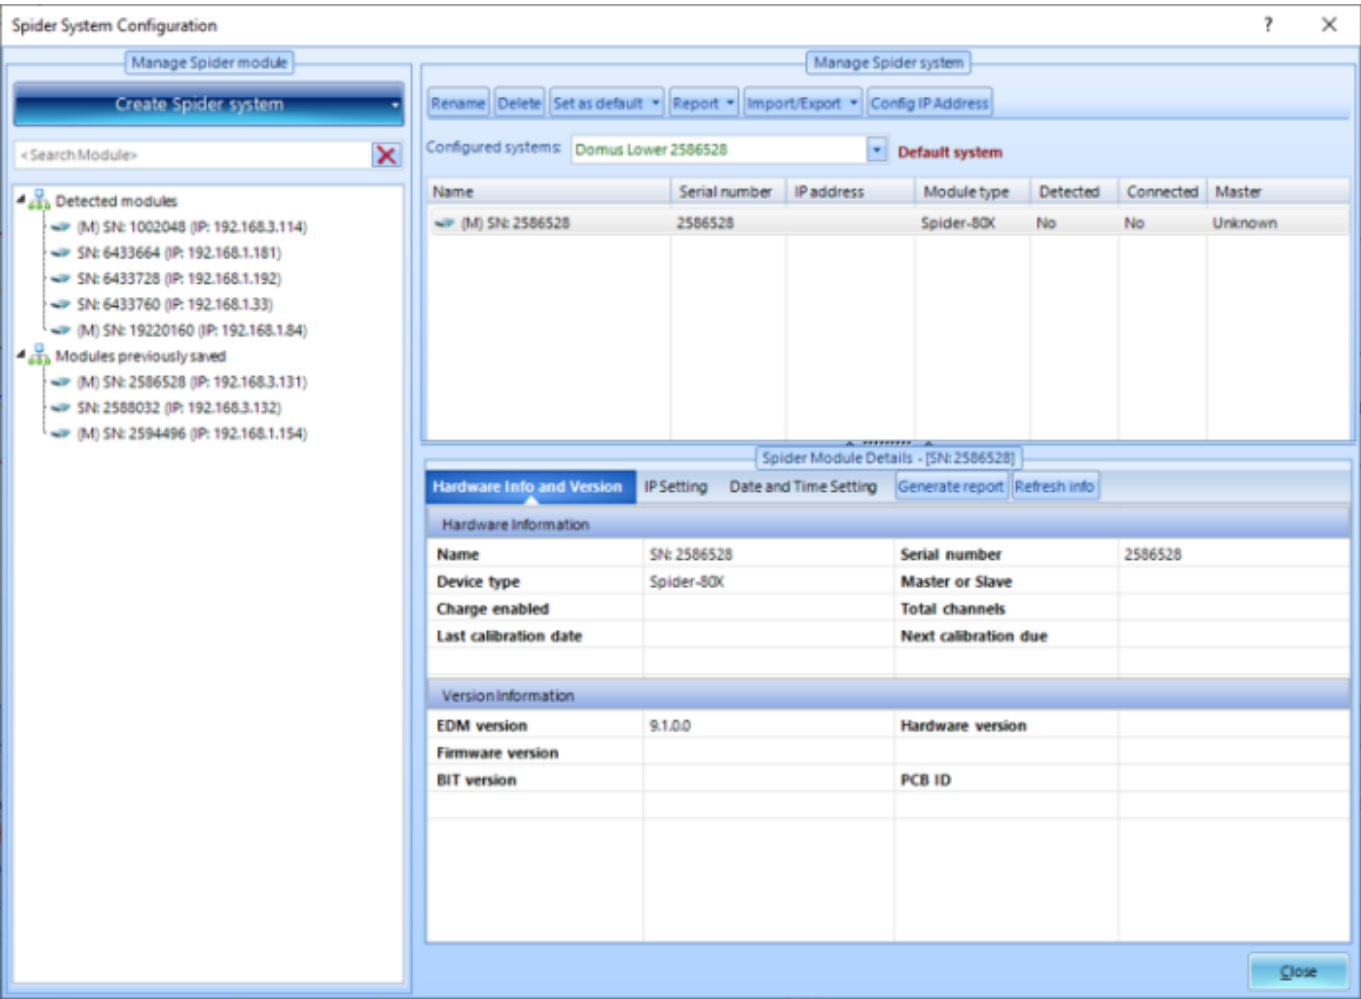 Spider System Configuration ?
Manage Spider module
Create Spider system
<Search Module>
Detected modules
(M) SN: 1002048 (IP: 192.168.3.114)
SN: 6433664 (IP: 192.168.1.181)
SN: 6433728 (IP: 192.168.1.192)
SN: 6433760 (IP: 192.168.1.33)
(M) SN: 19220160 (IP: 192.168.1.84)
Modules previously saved
(M) SN: 2586528 (IP: 192.168.3.131)
SN: 2588032 (IP: 192.168.3.132)
(M) SN: 2594496 (IP: 192.168.1.154)
Manage Spider system
Rename Delete Set as default Report Import/Export Config IP Address
Configured systems: Domus Lower 2586528 Default system
Name Serial number IP address Module type Detected Connected Master
(M) SN: 2586528 2586528 Spider-80X No No Unknown
Spider Module Details - [SN: 2586528]
Hardware Info and Version IP Setting Date and Time Setting Generate report Refresh info
Hardware Information
Name SN: 2586528 Serial number 2586528
Device type Spider-80X Master or Slave
Charge enabled Total channels
Last calibration date Next calibration due
Version Information
EDM version 9.1.0.0 Hardware version
Firmware version
BIT version PCB ID
Close